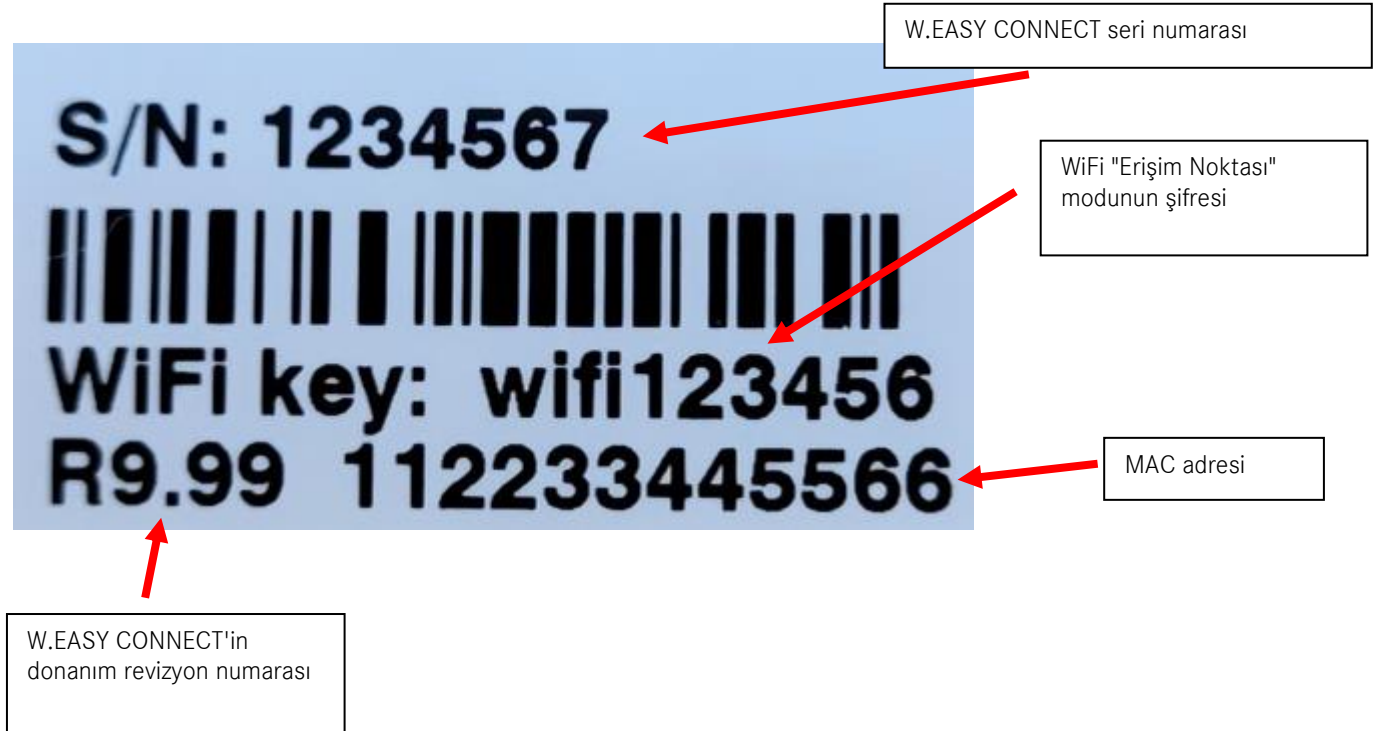 W.EASY CONNECT seri numarası
S/N: 1234567
WiFi "Erişim Noktası"
modunun şifresi
WiFi key: wifi123456
R9.99 112233445566
MAC adresi
W.EASY CONNECT'in
donanım revizyon numarası